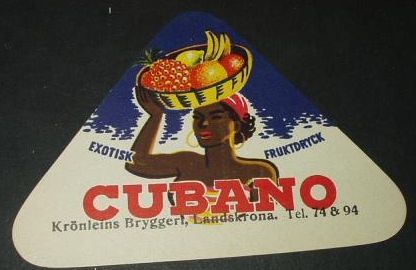 EXOTISK FRUKTDRYCK
CUBANO
Krönleins Bryggeri, Landskrona. Tel. 74 & 94